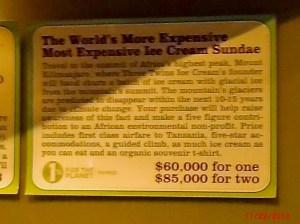 The World's More Expensive
Most Expensive Ice Cream Sundae
Travel to the summit of Africa's highest peak, Mount
Kilimanjaro, where Three Twins Ice Cream's founder
will hand churn a batch of ice cream with glacial ice
from the mountain's summit. The mountain's glaciers
are predicted to disappear within the next 10-15 years
due to climate change. Your purchase will help raise
awareness of this fact and make a five figure contri-
bution to an African environmental non-profit. Price
includes first class airfare to Tanzania, five-star ac-
commodations, a guided climb, as much ice cream as
you can eat and an organic souvenir t-shirt.
1%
FOR THE
PLANET
$60,000 for one
$85,000 for two